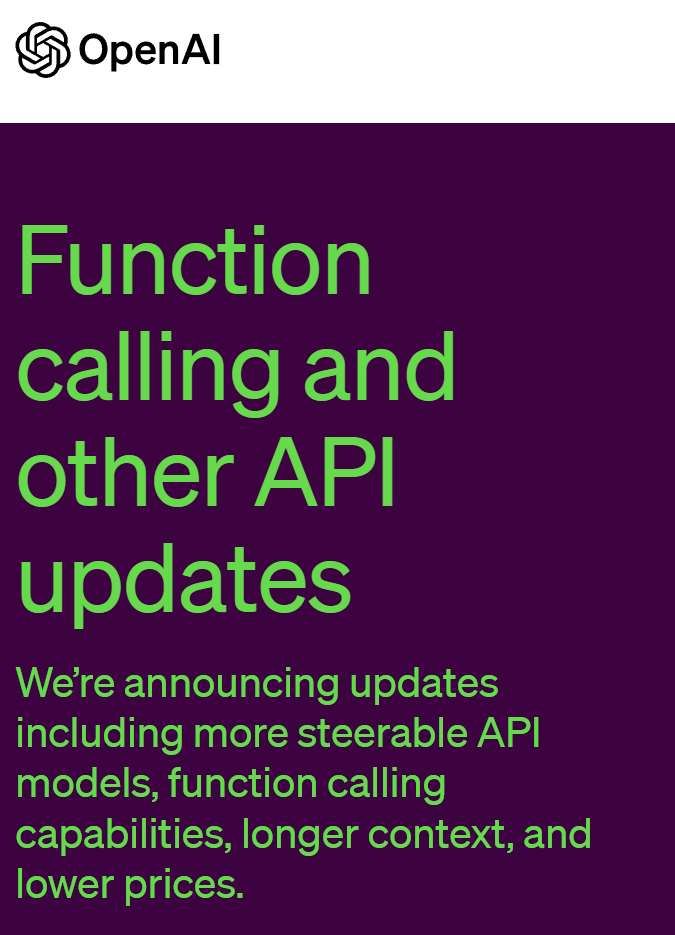 OpenAI
Function
calling and
other API
updates
We’re announcing updates
including more steerable API
models, function calling
capabilities, longer context, and
lower prices.